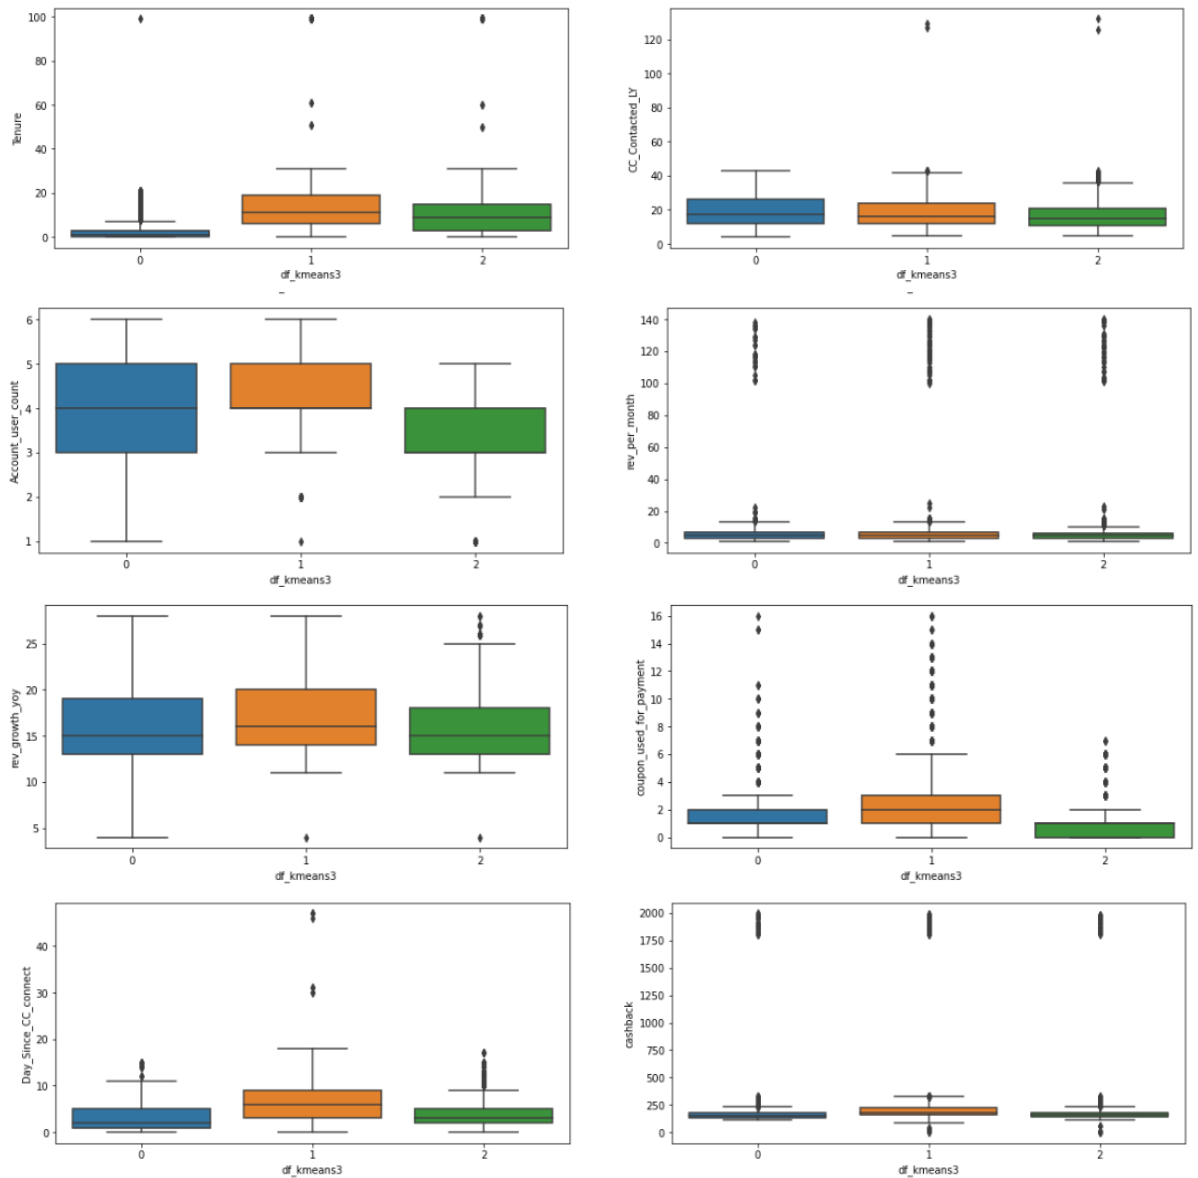 Tenure
100
80
60
40
20
0
0 1 2
df_kmeans3
CC_Contacted_LY
120
100
80
60
40
20
0
0 1 2
df_kmeans3
Account_user_count
6
5
4
3
2
1
0 1 2
df_kmeans3
rev_per_month
140
120
100
80
60
40
20
0
0 1 2
df_kmeans3
rev_growth_yoy
25
20
15
10
5
0 1 2
df_kmeans3
coupon_used_for_payment
16
14
12
10
8
6
4
2
0
0 1 2
df_kmeans3
Day_Since_CC_connect
40
30
20
10
0
0 1 2
df_kmeans3
cashback
2000
1750
1500
1250
1000
750
500
250
0
0 1 2
df_kmeans3